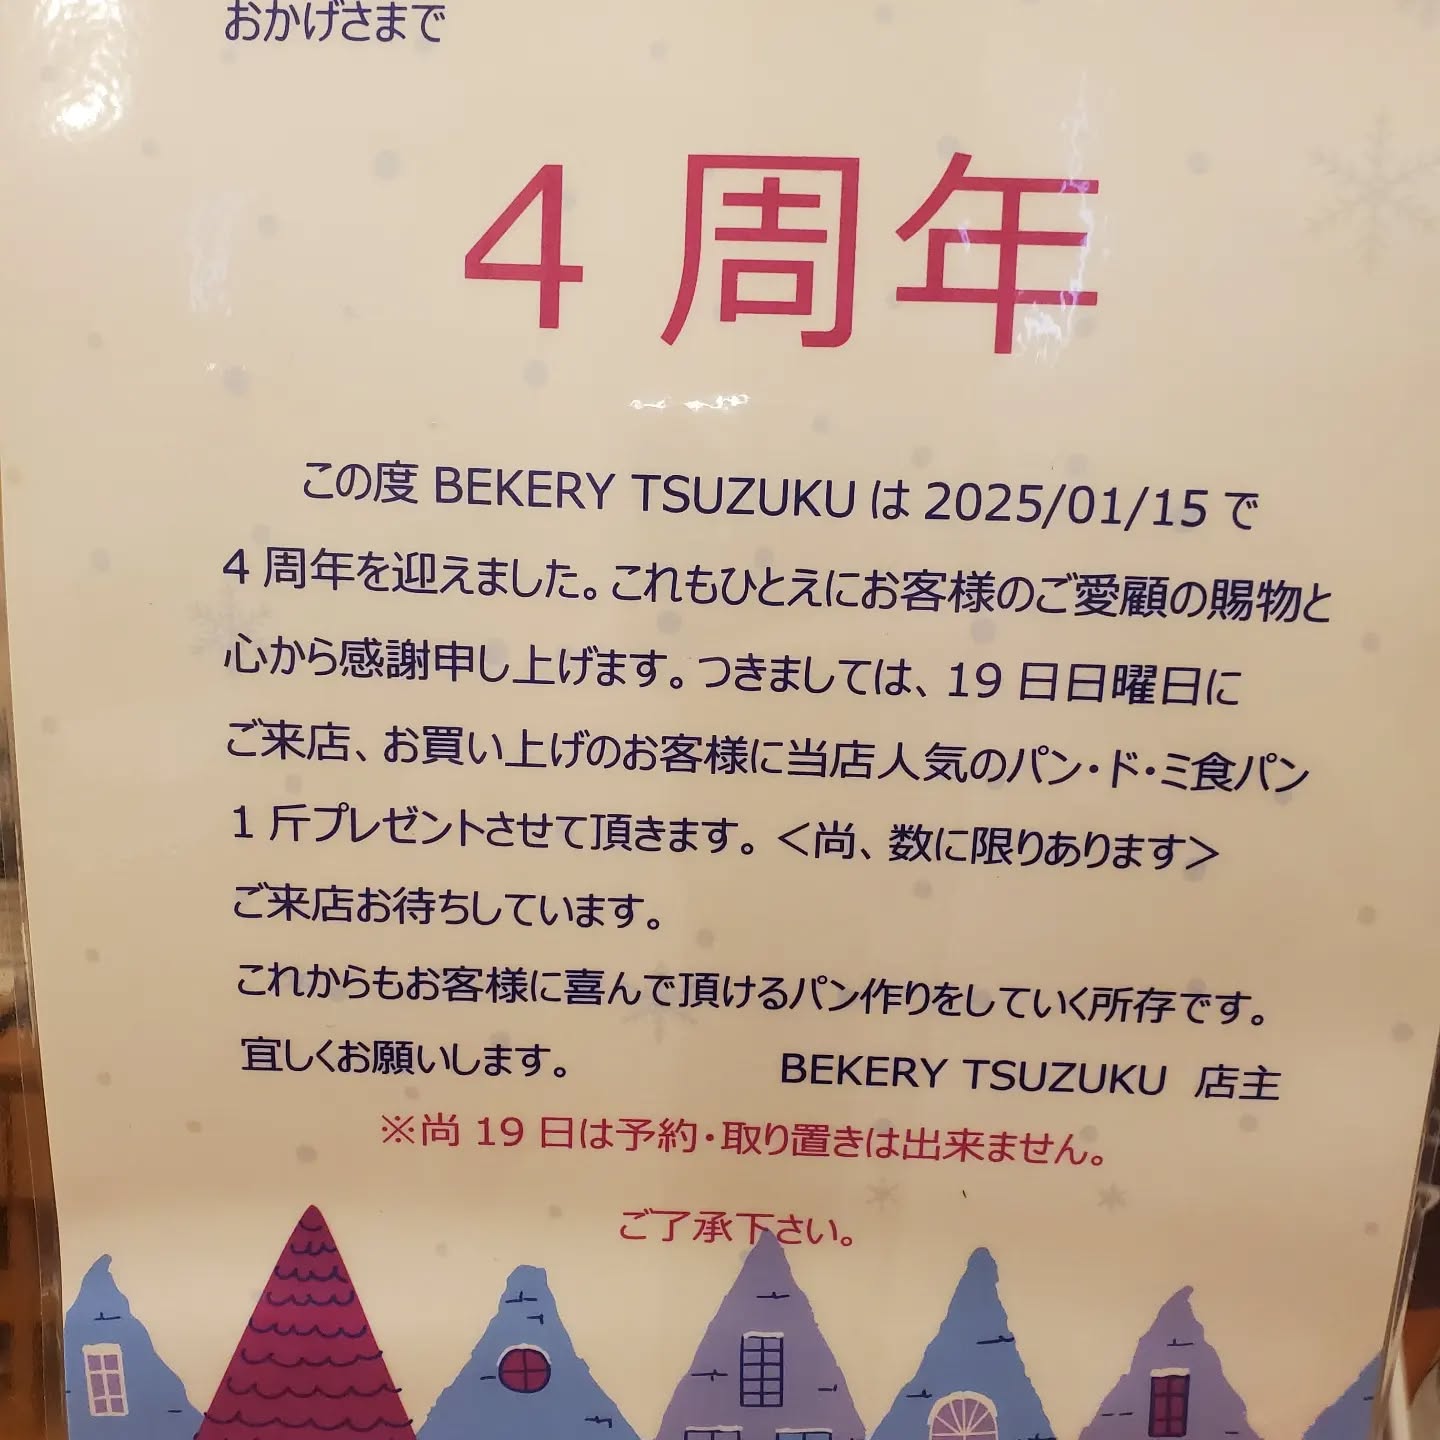 おかげさまで
4 周年
この度 BEKERY TSUZUKU は 2025/01/15 で
4 周年を迎えました。これもひとえにお客様のご愛顧の賜物と
心から感謝申し上げます。つきましては、19 日日曜日に
ご来店、お買い上げのお客様に当店人気のパン・ド・ミ食パン
1 斤プレゼントさせて頂きます。＜尚、数に限りあります＞
ご来店お待ちしています。
これからもお客様に喜んで頂けるパン作りをしていく所存です。
宜しくお願いします。 BEKERY TSUZUKU 店主
※尚 19 日は予約・取り置きは出来ません。
ご了承下さい。